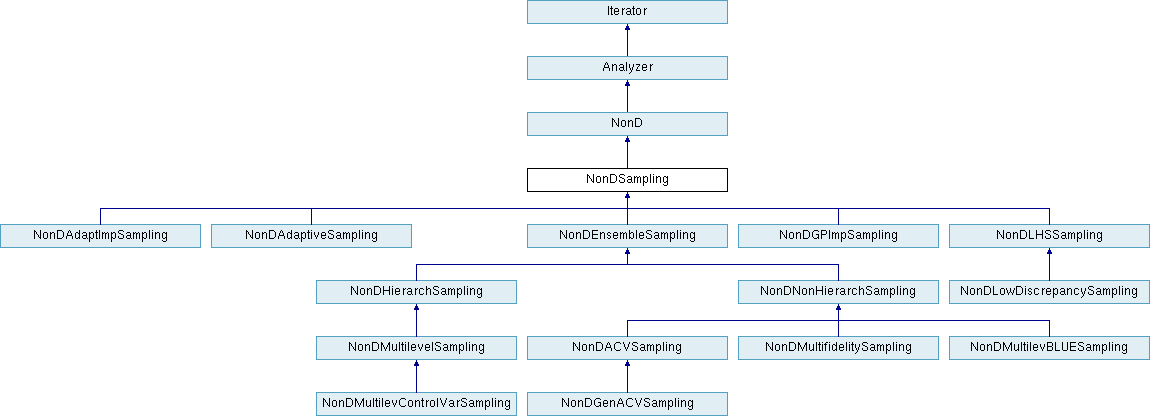 Iterator
Analyzer
NonD
NonDSampling
NonDAdaptImpSampling
NonDAdaptiveSampling
NonDEnsembleSampling
NonDGPImpSampling
NonDLHSSampling
NonDHierarchSampling
NonDNonHierarchSampling
NonDLowDiscrepancySampling
NonDMultilevelSampling
NonDACVSampling
NonDMultifidelitySampling
NonDMultilevBLUESampling
NonDMultilevControlVarSampling
NonDGenACVSampling